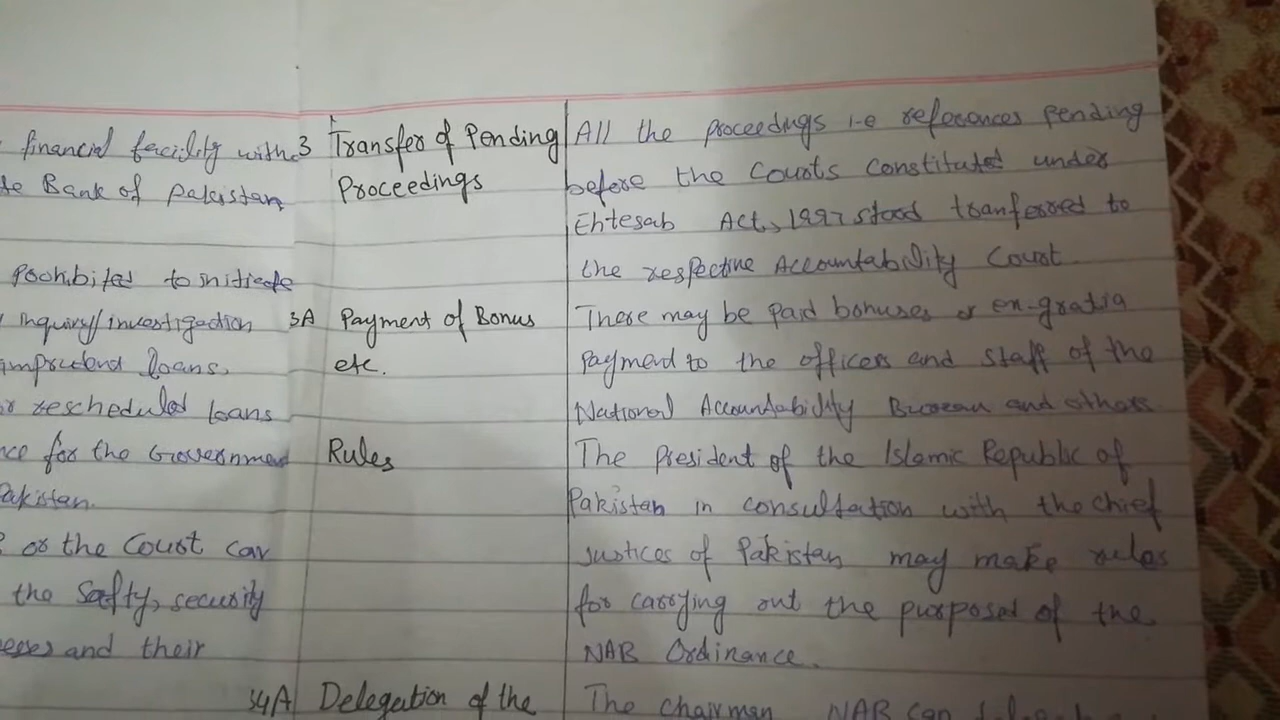 financial facility with
Bank of pakistan
Poohibited to initiate
inquiry/investigation
loans.
rescheduled loans
for the Government
Pakistan.
or the Court can
the Safty, security
and their
3 Transfer of Pending
Proceedings
3A Payment of Bonus
etc.
Rules
34A Delegation of the
All the proceedings i-e references pending
before the Courts Constituted under
Ehtesab Act, 1997 stood tranferred to
the respective Accountability Court.
There may be paid bonuses or ex-gratia
Payment to the officers and staff of the
National Accountability Bureau and others
The president of the Islamic Republic of
Pakistan in consultation with the chief
Justices of Pakistan may make rules
for carrying out the purposes of the
NAB Ordinance.
The chairman NAB can